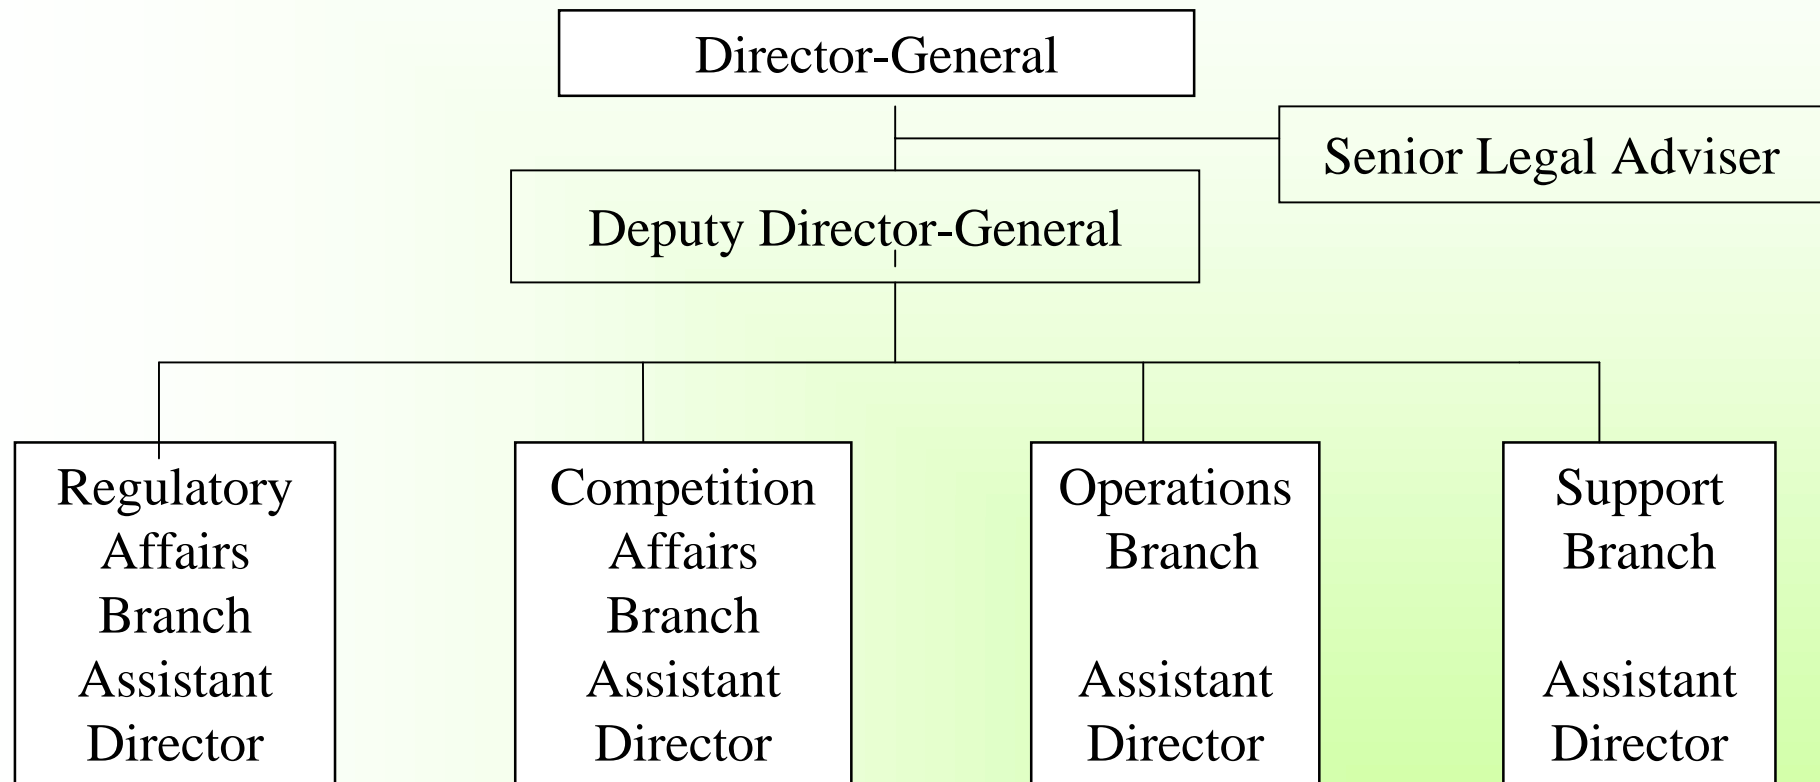 Director-General
Senior Legal Adviser
Deputy Director-General
Regulatory
Affairs
Branch
Assistant
Director
Competition
Affairs
Branch
Assistant
Director
Operations
Branch
Assistant
Director
Support
Branch
Assistant
Director